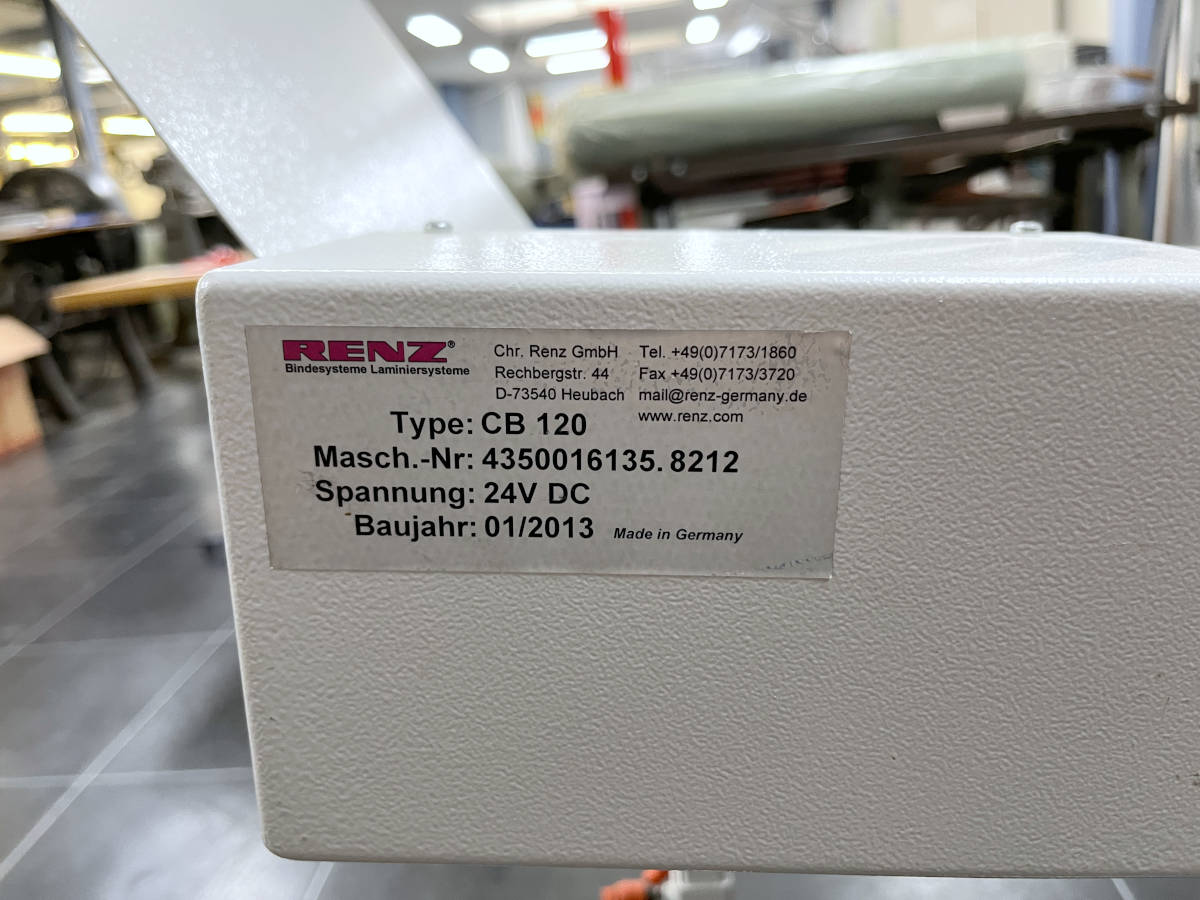 RENZ®
Bindesysteme Laminiersysteme
Chr. Renz GmbH
Rechbergstr. 44
D-73540 Heubach
Tel. +49(0)7173/1860
Fax +49(0)7173/3720
mail@renz-germany.de
www.renz.com
Type: CB 120
Masch.-Nr: 4350016135. 8212
Spannung: 24V DC
Baujahr: 01/2013 Made in Germany